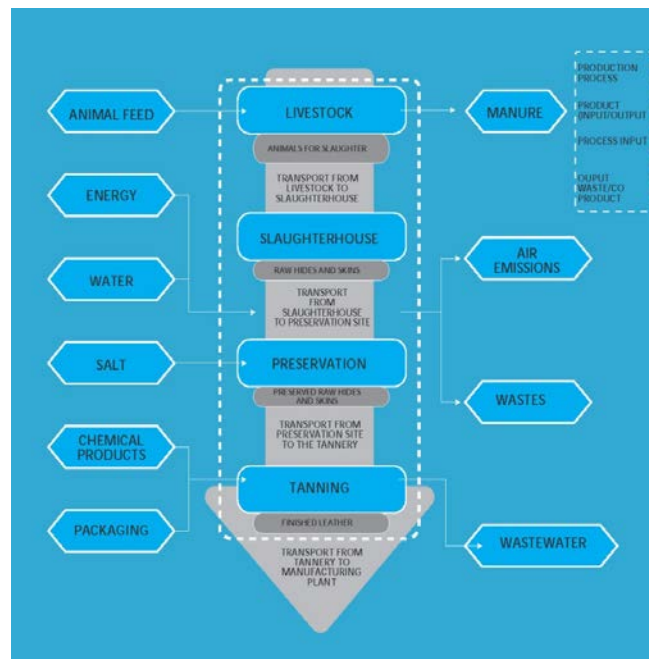 ANIMAL FEED
LIVESTOCK
MANURE
PRODUCTION
PROCESS
PRODUCT
(INPUT/OUTPUT
PROCESS INPUT
OUPUT
WASTE/CO
PRODUCT
ANIMALS FOR SLAUGHTER
TRANSPORT FROM
LIVESTOCK TO
SLAUGHTERHOUSE
ENERGY
SLAUGHTERHOUSE
RAW HIDES AND SKINS
AIR
EMISSIONS
WATER
TRANSPORT
FROM
SLAUGHTERHOUSE
TO PRESERVATION SITE
SALT
PRESERVATION
PRESERVED RAW HIDES
AND SKINS
WASTES
TRANSPORT FROM
PRESERVATION SITE
TO THE TANNERY
CHEMICAL
PRODUCTS
TANNING
PACKAGING
FINISHED LEATHER
WASTEWATER
TRANSPORT FROM
TANNERY TO
MANUFACTURING
PLANT